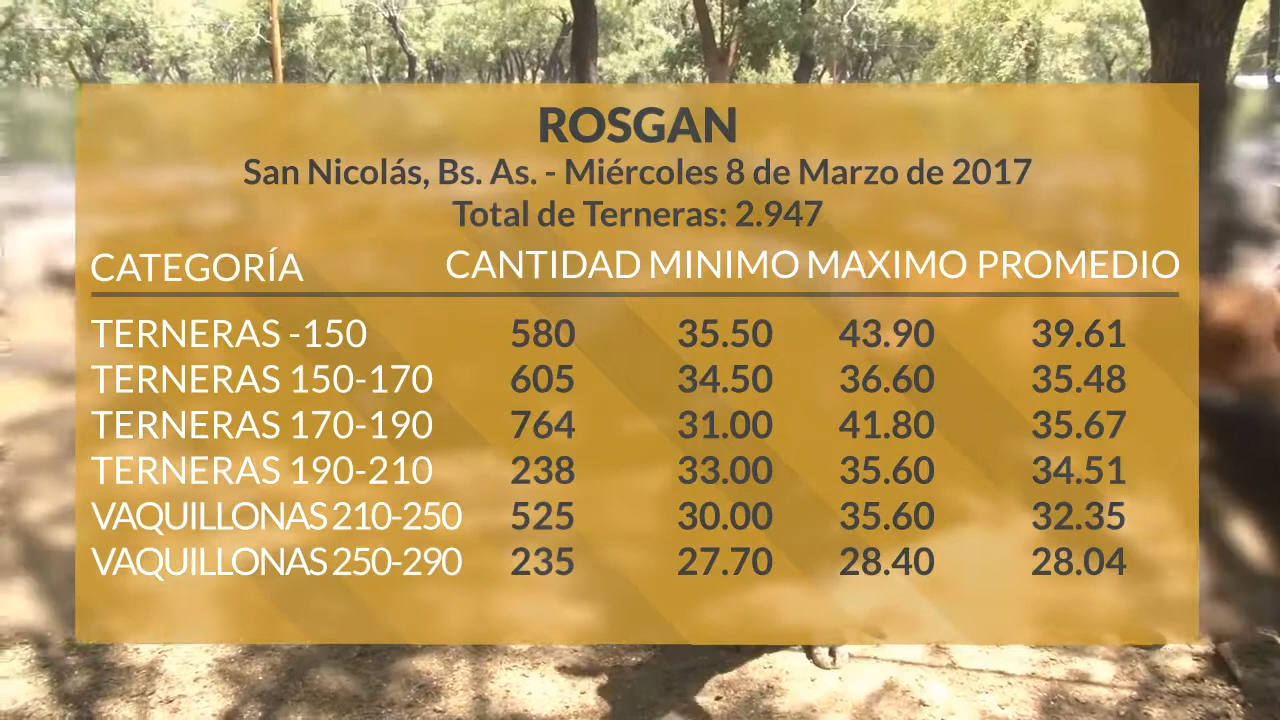 ROSGAN
San Nicolás, Bs. As. - Miércoles 8 de Marzo de 2017
Total de Terneras: 2.947
CATEGORÍA CANTIDAD MINIMO MAXIMO PROMEDIO
TERNERAS -150 580 35.50 43.90 39.61
TERNERAS 150-170 605 34.50 36.60 35.48
TERNERAS 170-190 764 31.00 41.80 35.67
TERNERAS 190-210 238 33.00 35.60 34.51
VAQUILLONAS 210-250 525 30.00 35.60 32.35
VAQUILLONAS 250-290 235 27.70 28.40 28.04